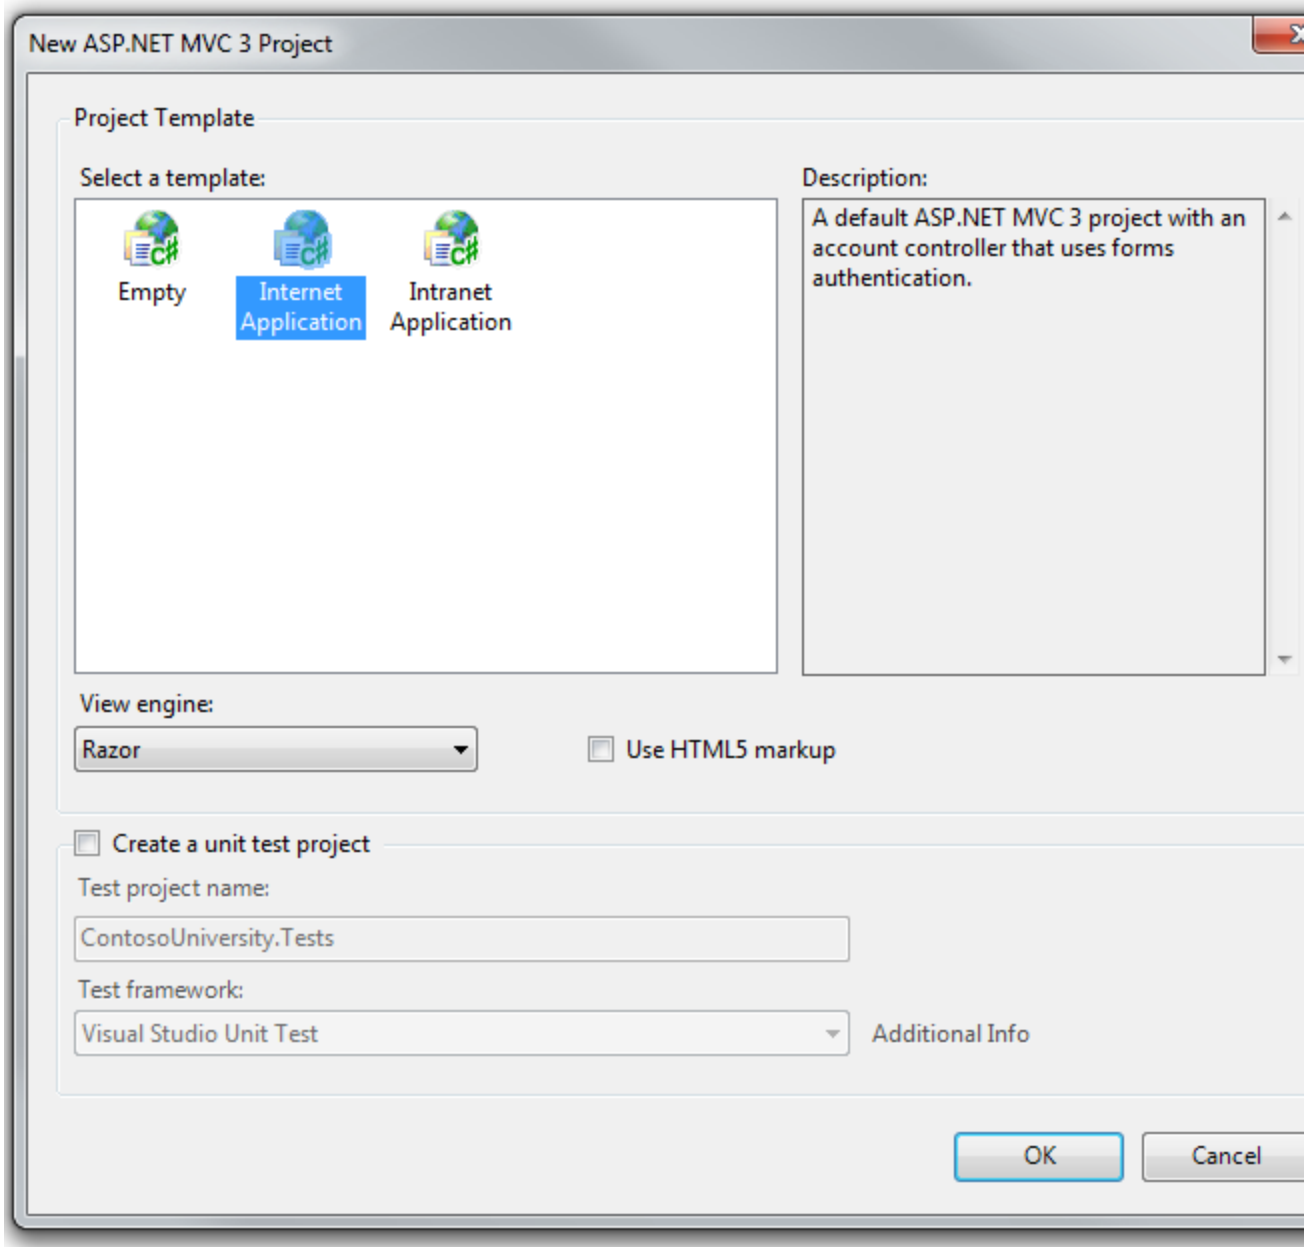 New ASP.NET MVC 3 Project
Project Template
Select a template:
Description:
Empty
Internet
Application
Intranet
Application
A default ASP.NET MVC 3 project with an
account controller that uses forms
authentication.
View engine:
Razor
Use HTML5 markup
Create a unit test project
Test project name:
ContosoUniversity.Tests
Test framework:
Visual Studio Unit Test
Additional Info
OK
Cancel